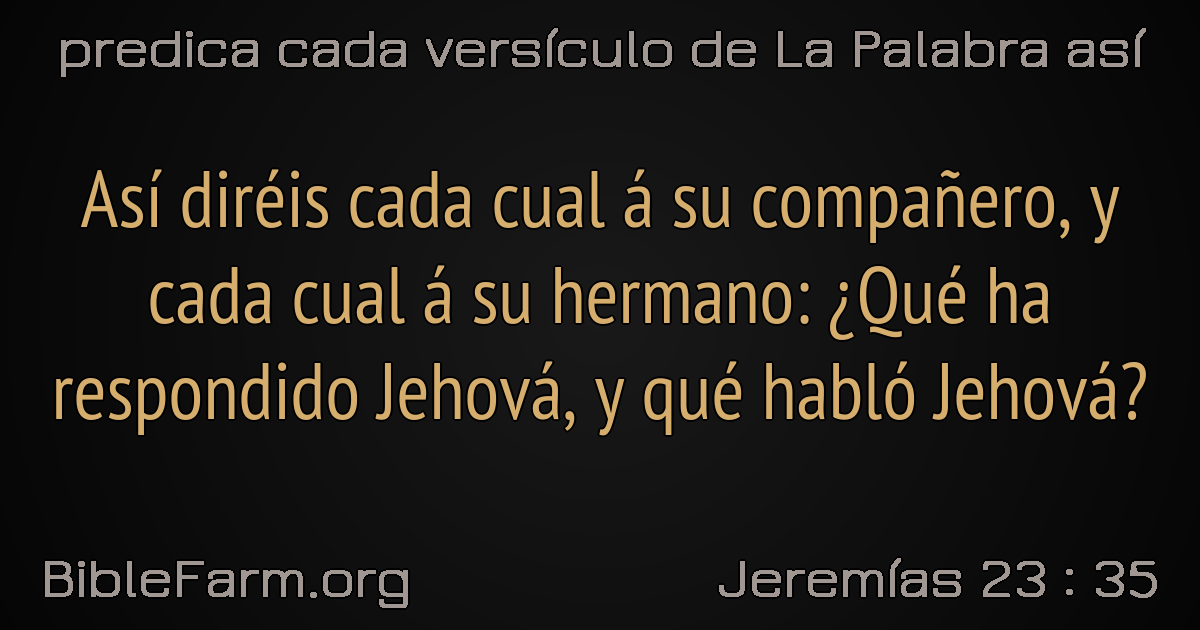 predica cada versículo de La Palabra así
Así diréis cada cual á su compañero, y
cada cual á su hermano: ¿Qué ha
respondido Jehová, y qué habló Jehová?
BibleFarm.org
Jeremías 23 : 35